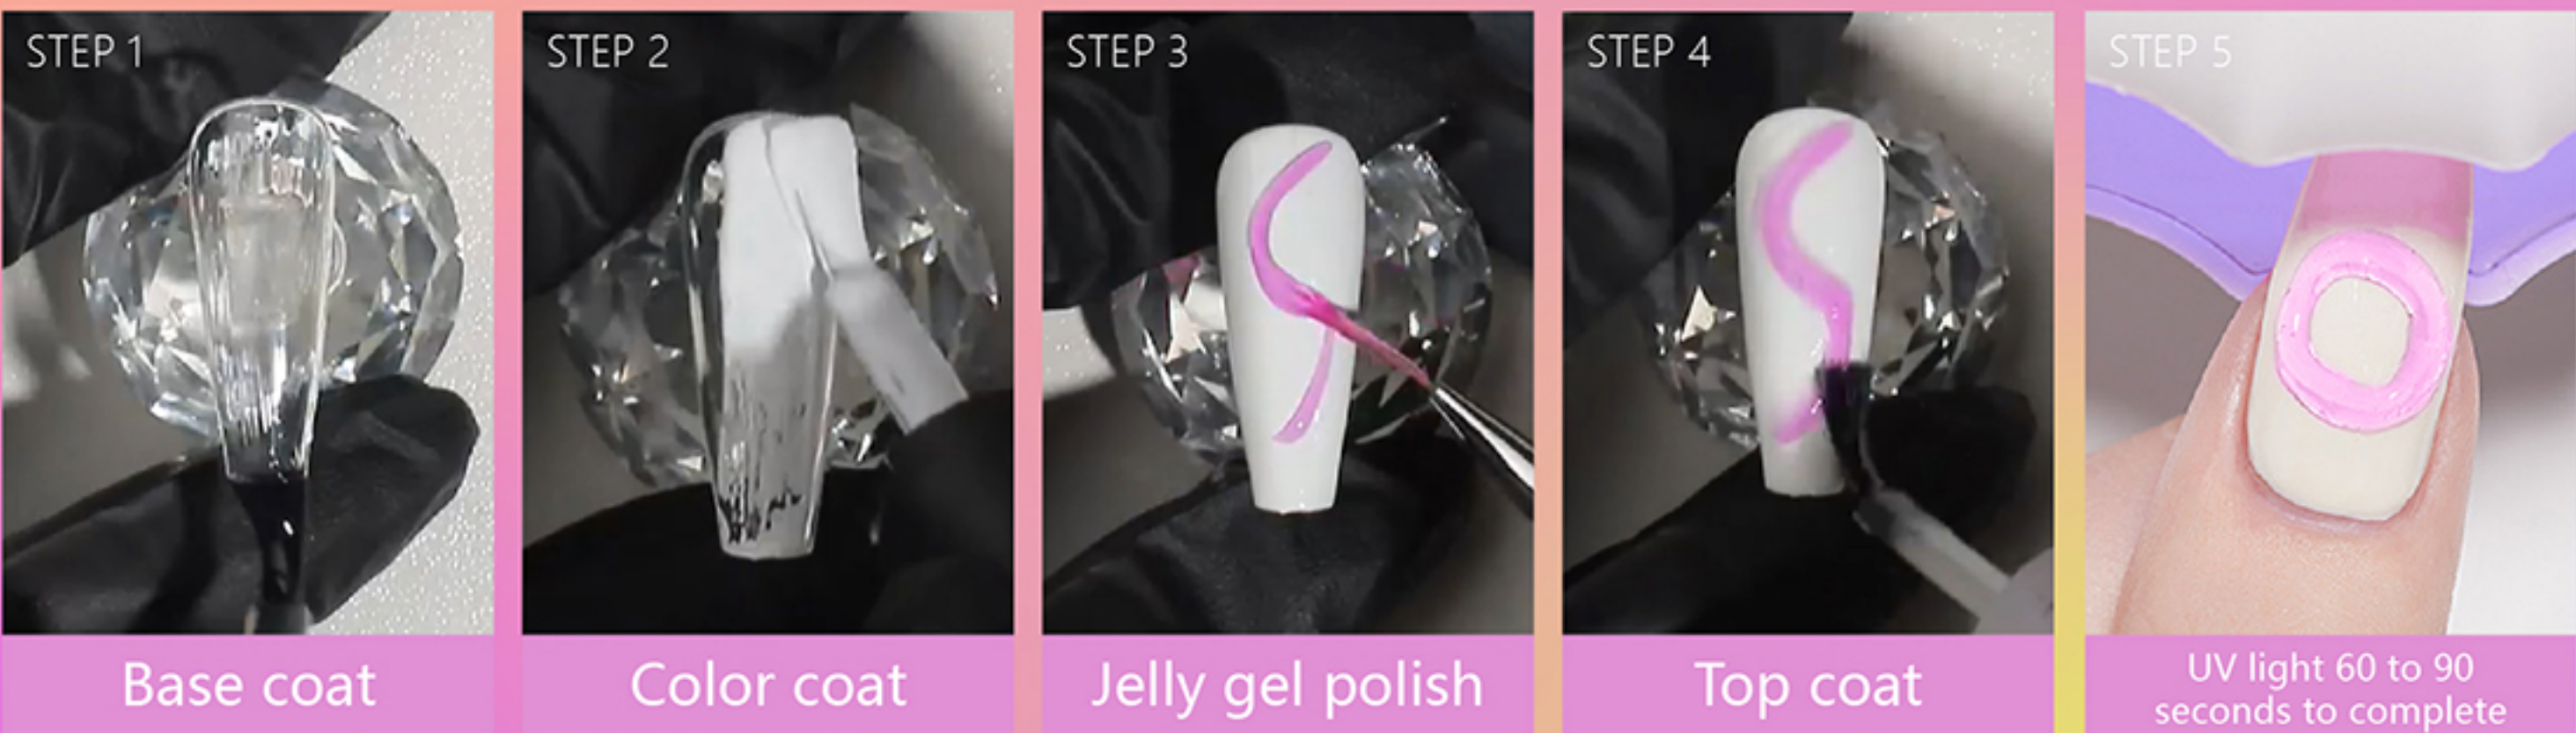 STEP 1
Base coat
STEP 2
Color coat
STEP 3
Jelly gel polish
STEP 4
Top coat
STEP 5
UV light 60 to 90
seconds to complete